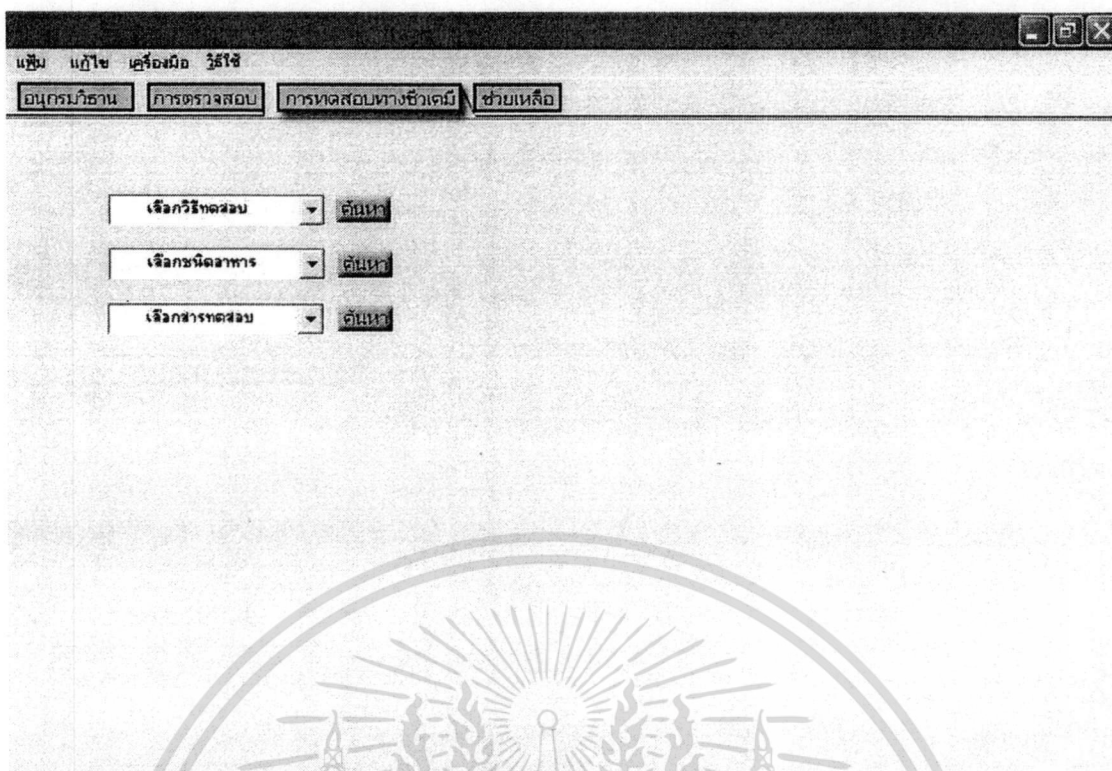 แฟ้ม แก้ไข เครื่องมือ วิธีใช้
อนุกรมวิธาน การตรวจสอบ การทดสอบทางชีวเคมี ช่วยเหลือ
เลือกวิธีทดสอบ ค้นหา
เลือกชนิดอาหาร ค้นหา
เลือกสารทดสอบ ค้นหา